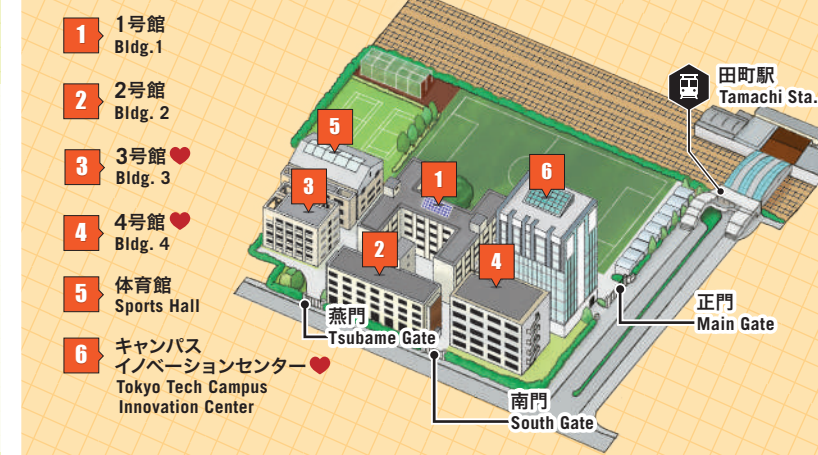 1
1号館
Bldg.1
2
2号館
Bldg. 2
3
3号館
Bldg. 3
4
4号館
Bldg. 4
5
体育館
Sports Hall
6
キャンパス
イノベーションセンター
Tokyo Tech Campus
Innovation Center
田町駅
Tamachi Sta.
5
3
1
6
2
4
燕門
Tsubame Gate
正門
Main Gate
南門
South Gate